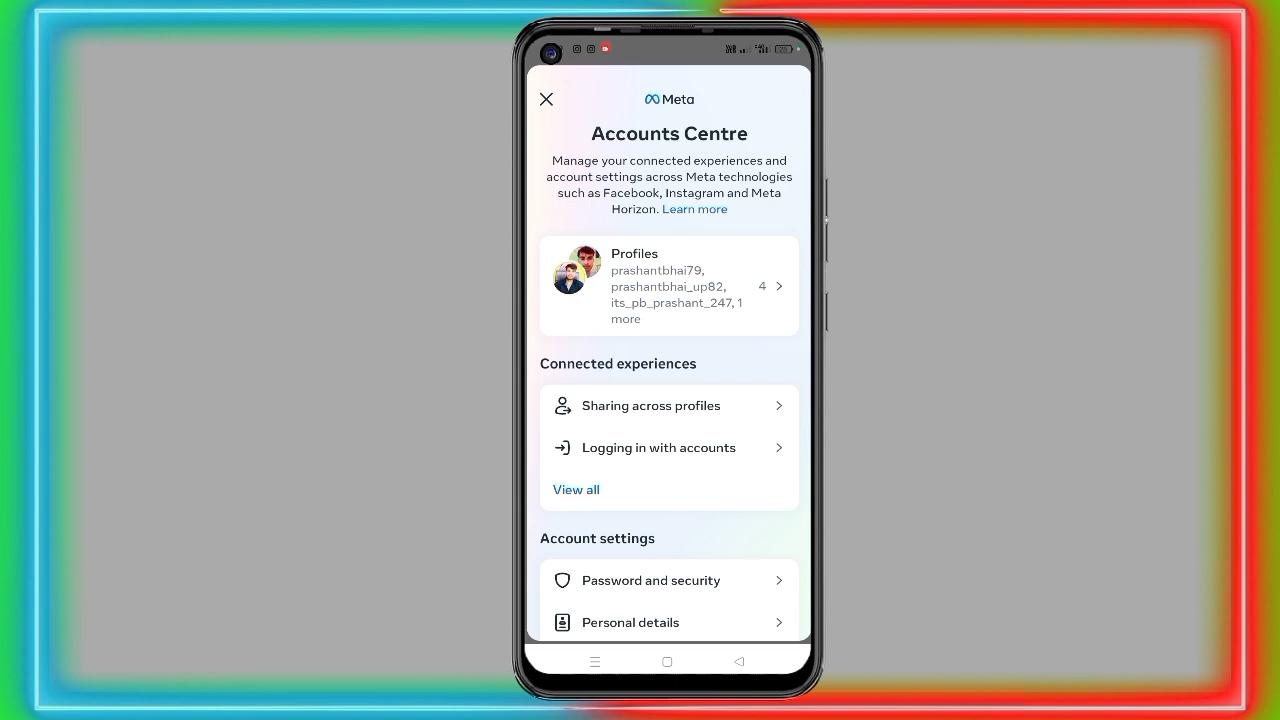 Meta
Accounts Centre
Manage your connected experiences and
account settings across Meta technologies
such as Facebook, Instagram and Meta
Horizon. Learn more
Profiles
prashantbhai79,
prashantbhai_up82,
its_pb_prashant_247, 1
more
4
Connected experiences
Sharing across profiles
Logging in with accounts
View all
Account settings
Password and security
Personal details